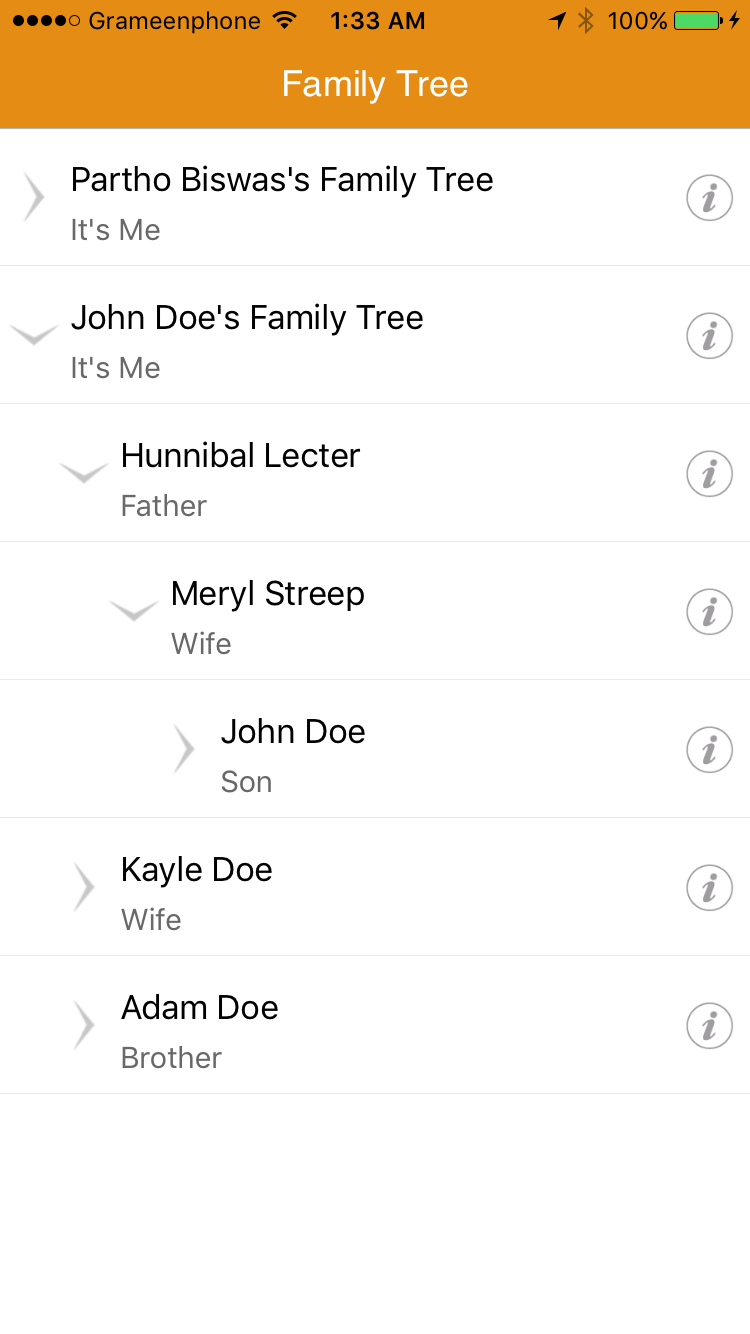 Grameenphone 1:33 AM 100%
Family Tree
Partho Biswas's Family Tree
It's Me
John Doe's Family Tree
It's Me
Hunnibal Lecter
Father
Meryl Streep
Wife
John Doe
Son
Kayle Doe
Wife
Adam Doe
Brother